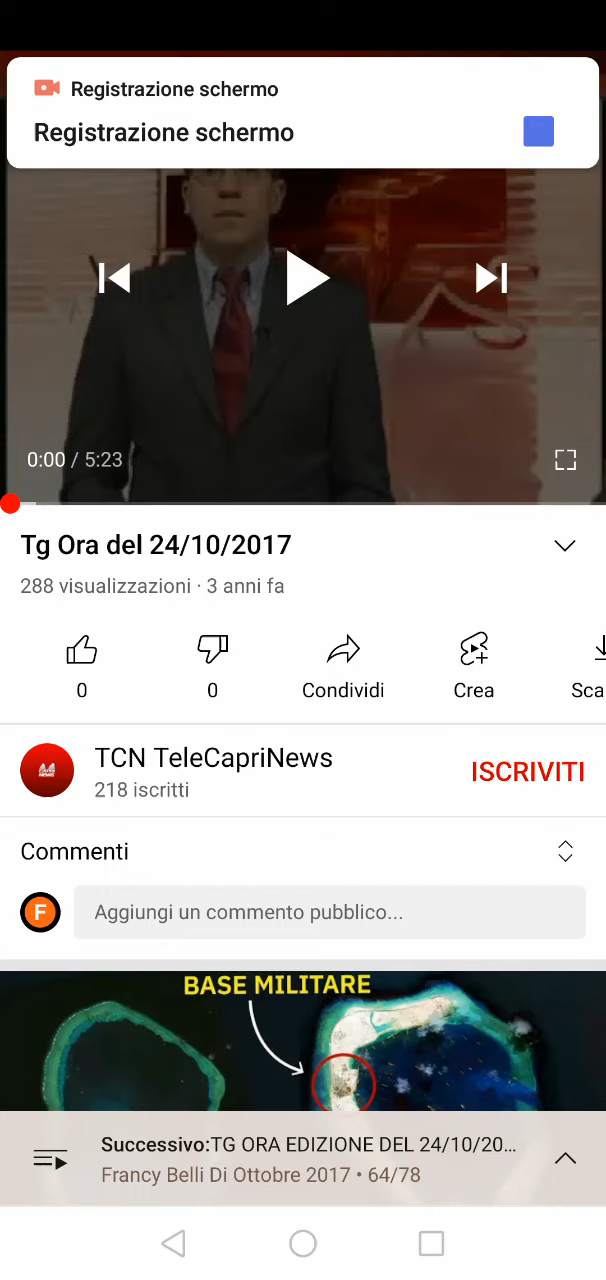 Registrazione schermo
Registrazione schermo
0:00 / 5:23
Tg Ora del 24/10/2017
288 visualizzazioni · 3 anni fa
0 0 Condividi Crea Sca
TCN TeleCapriNews
ISCRIVITI
218 iscritti
Commenti
F
Aggiungi un commento pubblico...
BASE MILITARE
Successivo:TG ORA EDIZIONE DEL 24/10/20...
Francy Belli Di Ottobre 2017 • 64/78